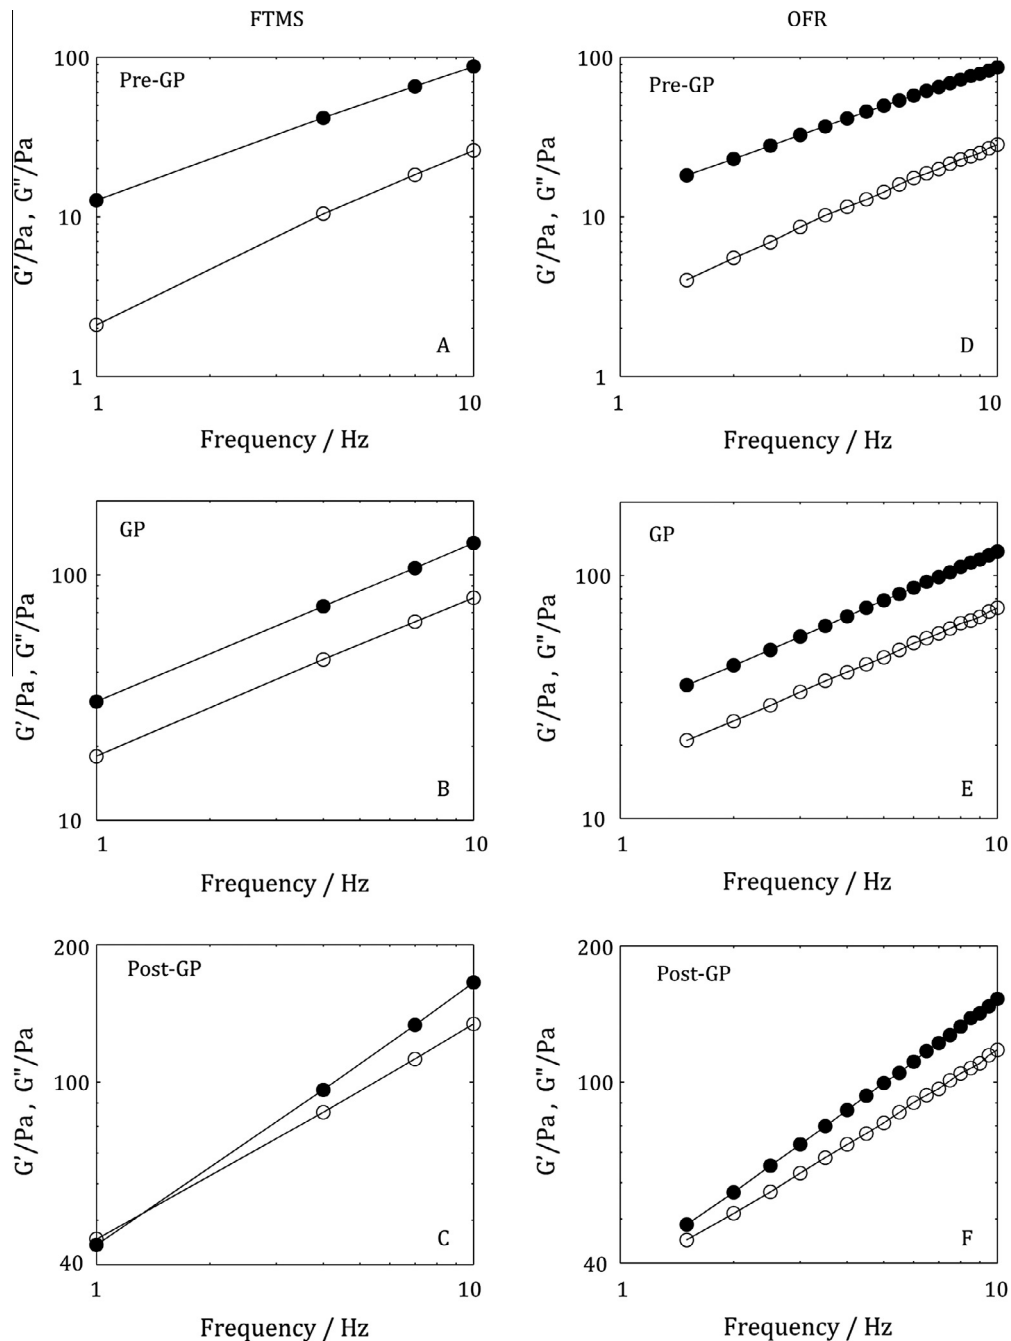 FTMS
OFR
Pre-GP
100
10
1
G'/Pa , G"/Pa
A
1
10
Frequency / Hz
Pre-GP
100
10
1
G'/Pa , G"/Pa
D
1
10
Frequency / Hz
GP
100
10
G'/Pa , G"/Pa
B
1
10
Frequency / Hz
GP
100
10
G'/Pa , G"/Pa
E
1
10
Frequency / Hz
Post-GP
200
100
40
G'/Pa , G"/Pa
C
1
10
Frequency / Hz
Post-GP
200
100
40
G'/Pa , G"/Pa
F
1
10
Frequency / Hz